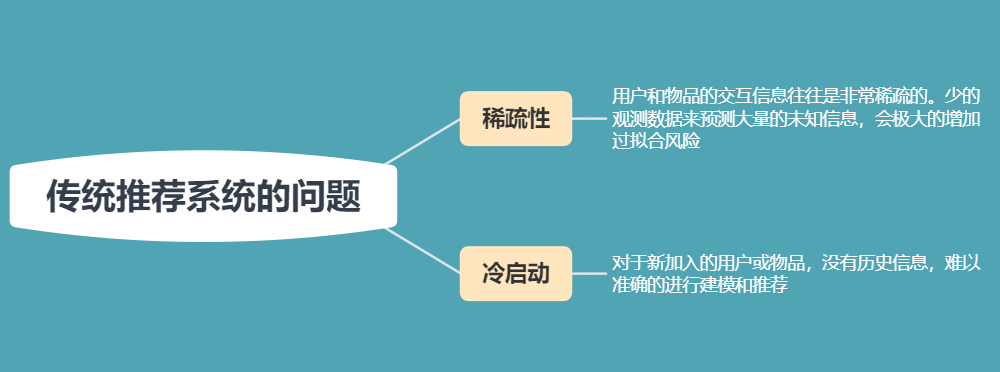 传统推荐系统的问题
稀疏性
用户和物品的交互信息往往是非常稀疏的。少的
观测数据来预测大量的未知信息，会极大的增加
过拟合风险
冷启动
对于新加入的用户或物品，没有历史信息，难以
准确的进行建模和推荐